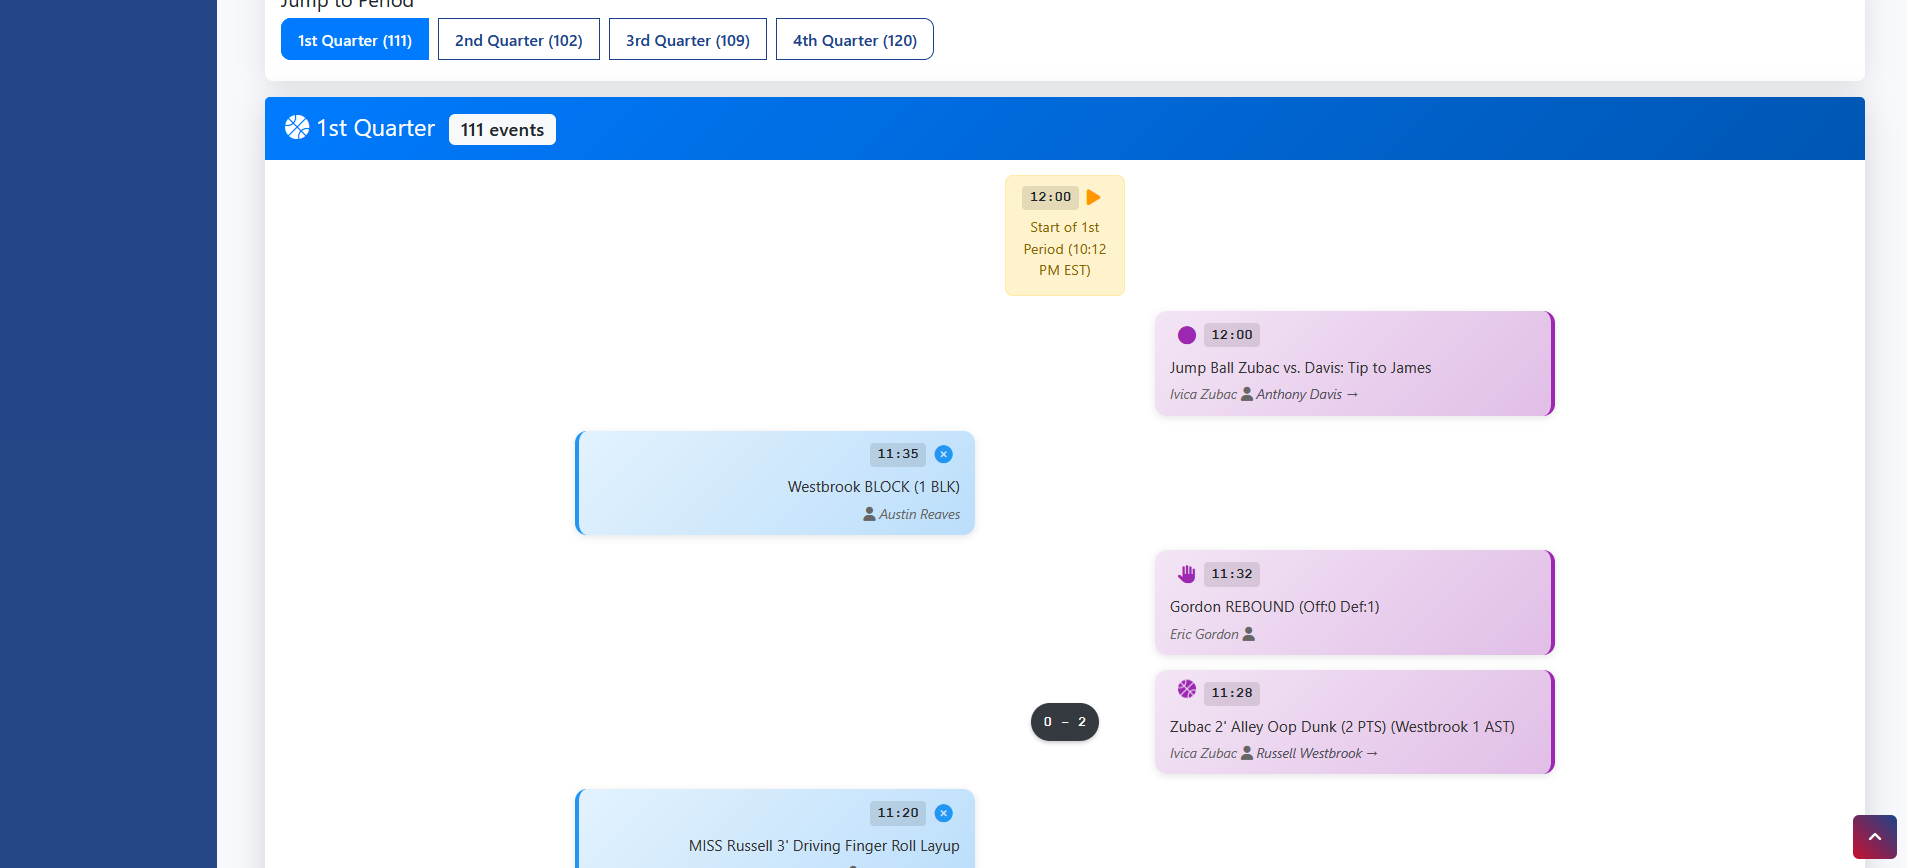 Jump to Period
1st Quarter (111)
2nd Quarter (102)
3rd Quarter (109)
4th Quarter (120)
1st Quarter
111 events
12:00
Start of 1st
Period (10:12
PM EST)
12:00
Jump Ball Zubac vs. Davis: Tip to James
Ivica Zubac Anthony Davis →
11:35
Westbrook BLOCK (1 BLK)
Austin Reaves
11:32
Gordon REBOUND (Off:0 Def:1)
Eric Gordon
0 – 2
11:28
Zubac 2' Alley Oop Dunk (2 PTS) (Westbrook 1 AST)
Ivica Zubac Russell Westbrook →
11:20
MISS Russell 3' Driving Finger Roll Layup